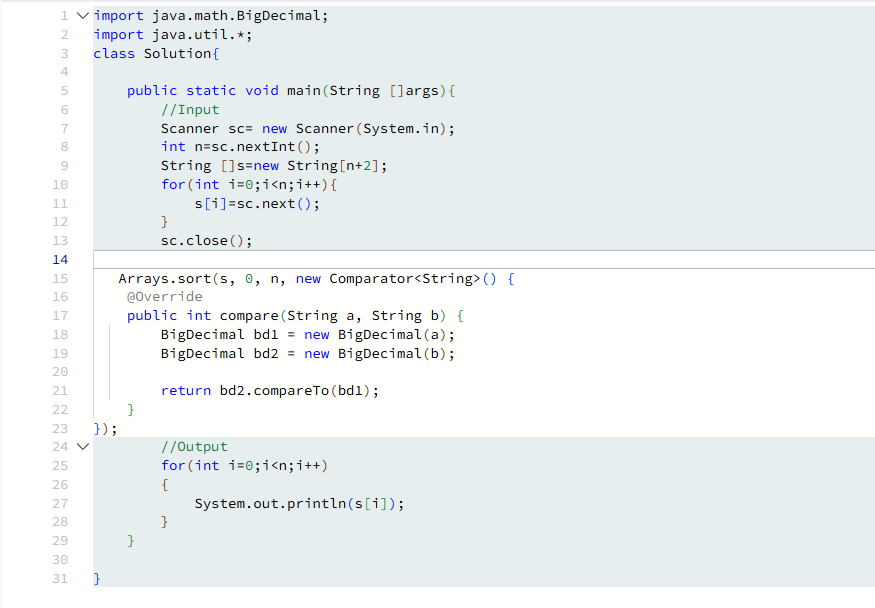 1 import java.math.BigDecimal;
2 import java.util.*;
3 class Solution{
4
5     public static void main(String []args){
6         //Input
7         Scanner sc= new Scanner(System.in);
8         int n=sc.nextInt();
9         String []s=new String[n+2];
10         for(int i=0;i<n;i++){
11             s[i]=sc.next();
12         }
13         sc.close();
14
15    Arrays.sort(s, 0, n, new Comparator<String>() {
16     @Override
17     public int compare(String a, String b) {
18         BigDecimal bd1 = new BigDecimal(a);
19         BigDecimal bd2 = new BigDecimal(b);
20
21         return bd2.compareTo(bd1);
22     }
23 });
24         //Output
25         for(int i=0;i<n;i++)
26         {
27             System.out.println(s[i]);
28         }
29     }
30
31 }